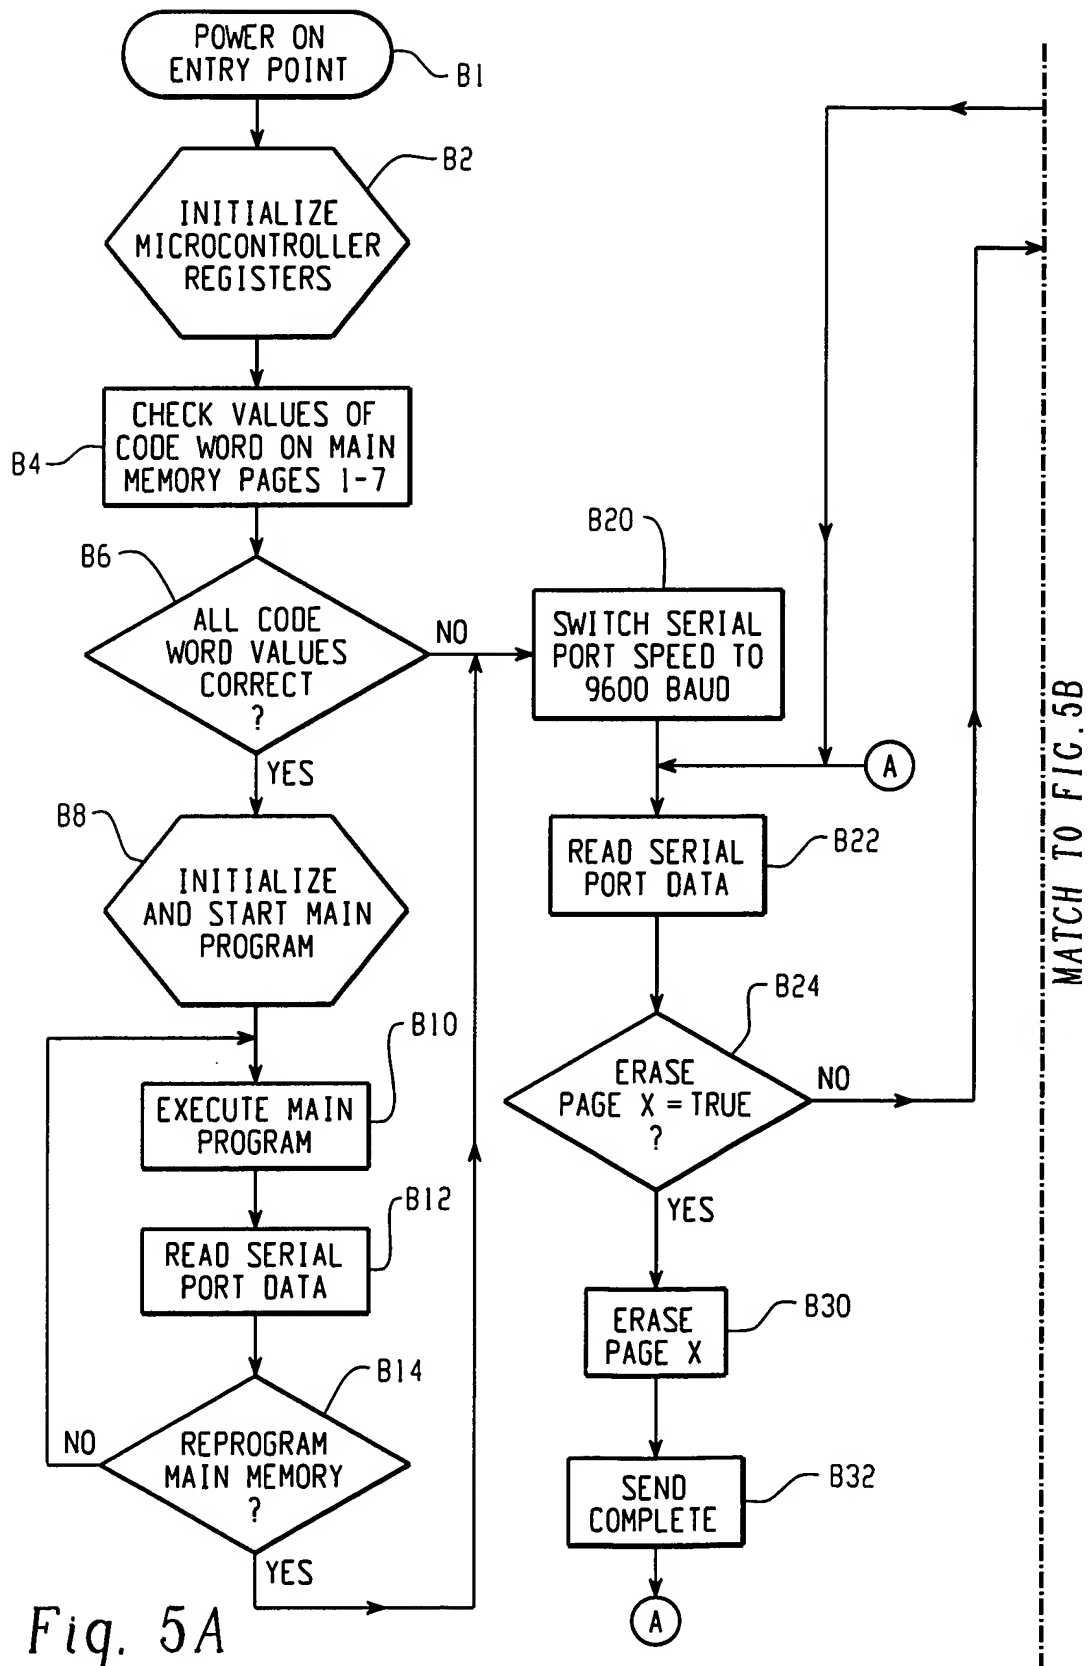 POWER ON
ENTRY POINT
B1
B2
INITIALIZE
MICROCONTROLLER
REGISTERS
CHECK VALUES OF
CODE WORD ON MAIN
MEMORY PAGES 1-7
B4
B6
ALL CODE
WORD VALUES
CORRECT
?
NO
YES
B8
INITIALIZE
AND START MAIN
PROGRAM
B10
EXECUTE MAIN
PROGRAM
B12
READ SERIAL
PORT DATA
B14
REPROGRAM
MAIN MEMORY
?
NO
YES
B20
SWITCH SERIAL
PORT SPEED TO
9600 BAUD
A
B22
READ SERIAL
PORT DATA
B24
ERASE
PAGE X = TRUE
?
NO
YES
B30
ERASE
PAGE X
B32
SEND
COMPLETE
A
MATCH TO FIG. 5B
Fig. 5A